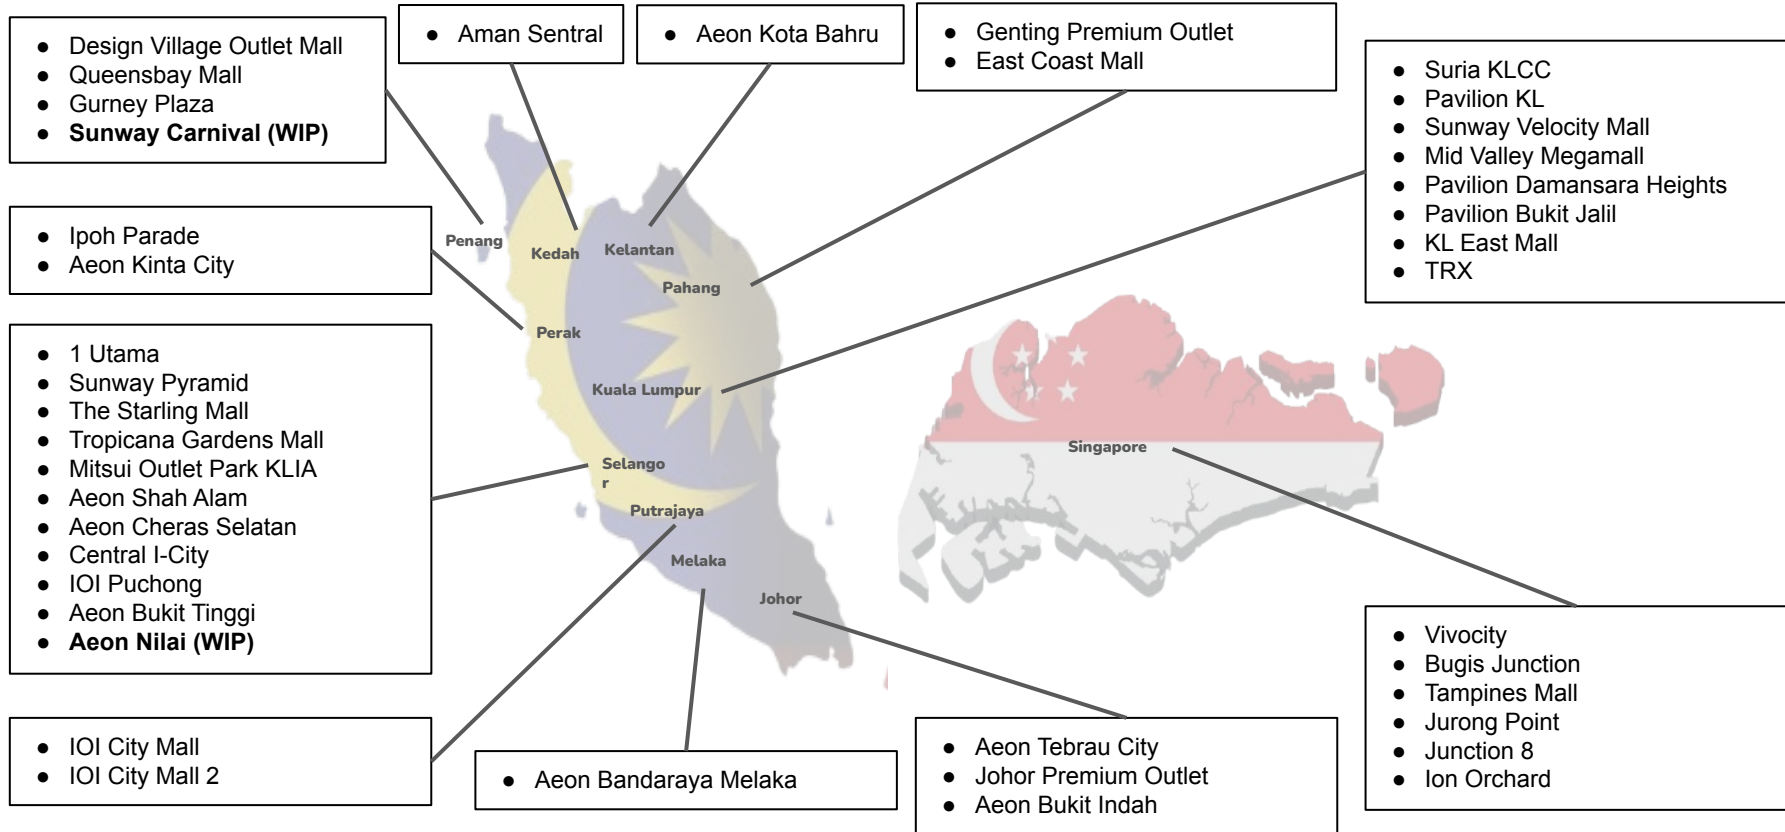 ● Design Village Outlet Mall
● Queensbay Mall
● Gurney Plaza
● Sunway Carnival (WIP)
● Aman Sentral
● Aeon Kota Bahru
● Genting Premium Outlet
● East Coast Mall
● Suria KLCC
● Pavilion KL
● Sunway Velocity Mall
● Mid Valley Megamall
● Pavilion Damansara Heights
● Pavilion Bukit Jalil
● KL East Mall
● TRX
● Ipoh Parade
● Aeon Kinta City
● 1 Utama
● Sunway Pyramid
● The Starling Mall
● Tropicana Gardens Mall
● Mitsui Outlet Park KLIA
● Aeon Shah Alam
● Aeon Cheras Selatan
● Central I-City
● IOI Puchong
● Aeon Bukit Tinggi
● Aeon Nilai (WIP)
Penang
Kedah
Kelantan
Pahang
Perak
Kuala Lumpur
Selango
r
Putrajaya
Melaka
Johor
Singapore
● IOI City Mall
● IOI City Mall 2
● Aeon Bandaraya Melaka
● Aeon Tebrau City
● Johor Premium Outlet
● Aeon Bukit Indah
● Vivocity
● Bugis Junction
● Tampines Mall
● Jurong Point
● Junction 8
● Ion Orchard